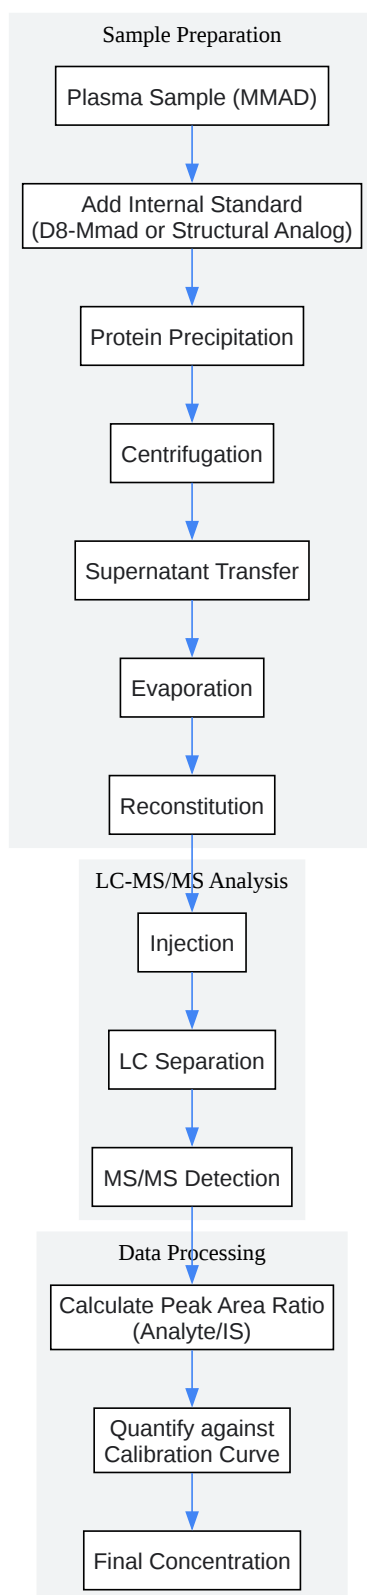 Sample Preparation
Plasma Sample (MMAD)
Add Internal Standard
(D8-Mmad or Structural Analog)
Protein Precipitation
Centrifugation
Supernatant Transfer
Evaporation
Reconstitution
LC-MS/MS Analysis
Injection
LC Separation
MS/MS Detection
Data Processing
Calculate Peak Area Ratio
(Analyte/IS)
Quantify against
Calibration Curve
Final Concentration